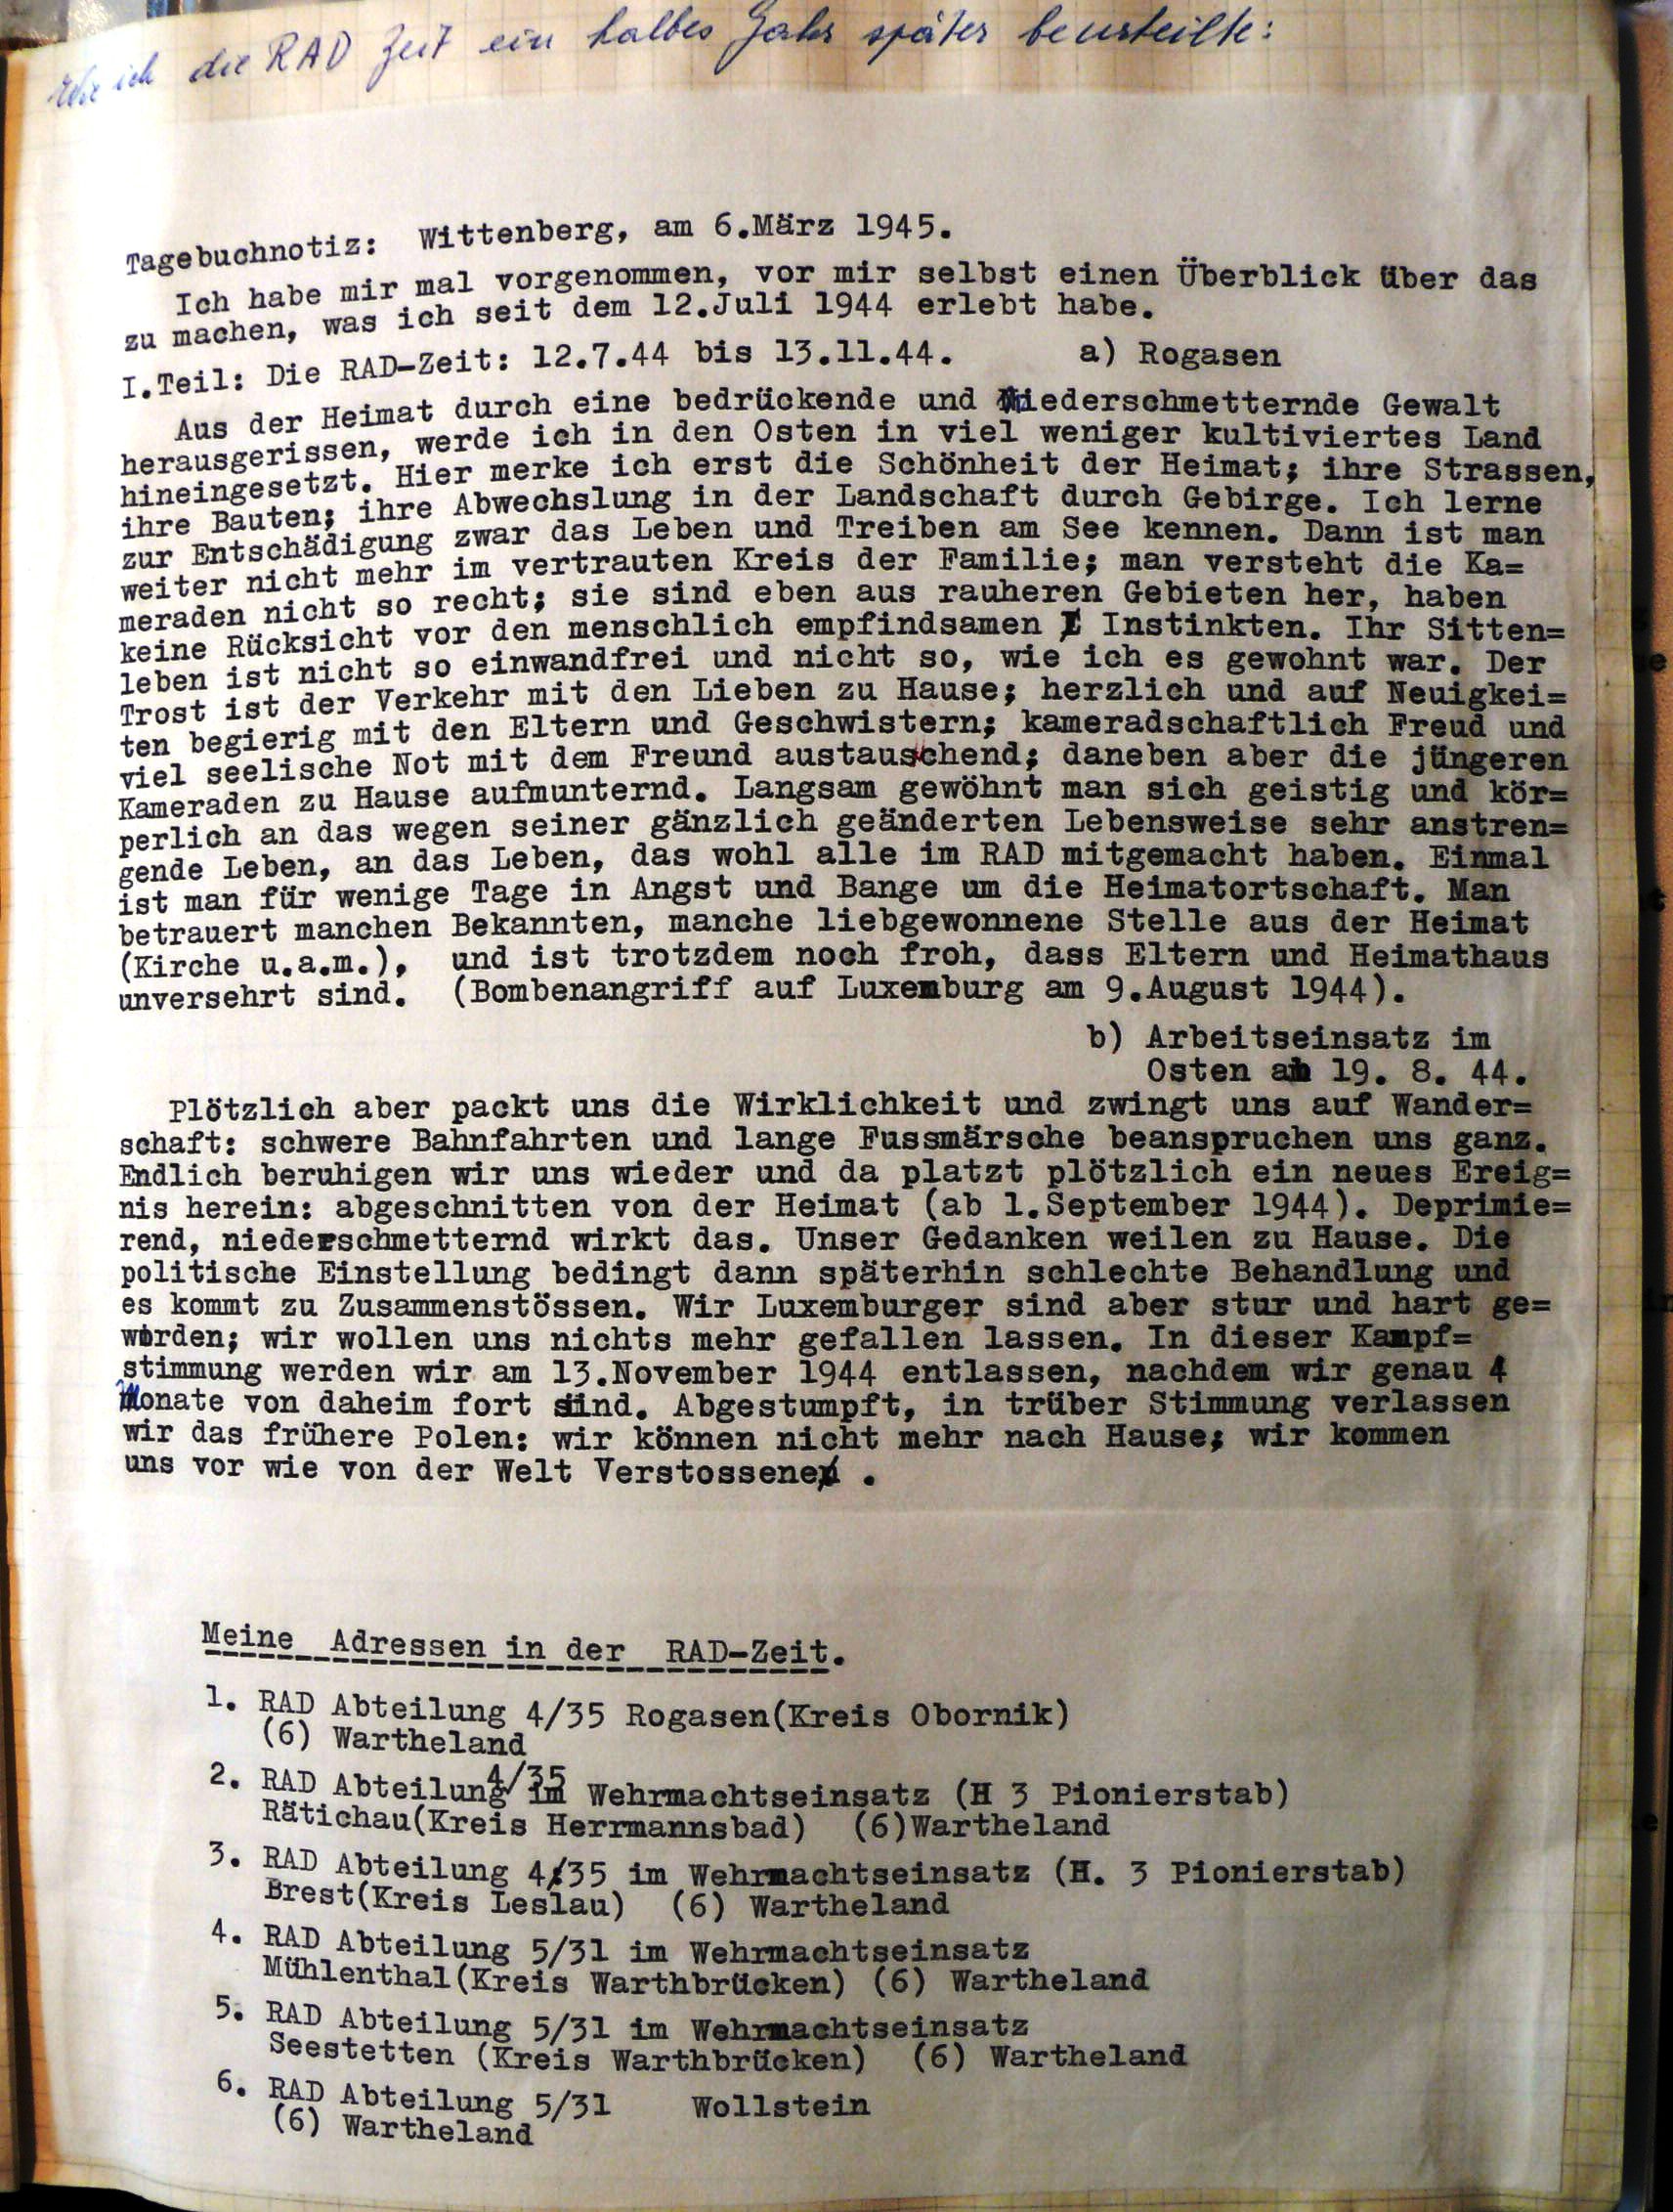 Wie ich die RAD Zeit ein halbes Jahr später beurteilte:
Tagebuchnotiz: Wittenberg, am 6.März 1945.
Ich habe mir mal vorgenommen, vor mir selbst einen Überblick über das
zu machen, was ich seit dem 12.Juli 1944 erlebt habe.
I.Teil: Die RAD-Zeit: 12.7.44 bis 13.11.44. a) Rogasen
Aus der Heimat durch eine bedrückende und niederschmetternde Gewalt
herausgerissen, werde ich in den Osten in viel weniger kultiviertes Land
hineingesetzt. Hier merke ich erst die Schönheit der Heimat; ihre Strassen,
ihre Bauten; ihre Abwechslung in der Landschaft durch Gebirge. Ich lerne
zur Entschädigung zwar das Leben und Treiben am See kennen. Dann ist man
weiter nicht mehr im vertrauten Kreis der Familie; man versteht die Ka=
meraden nicht so recht; sie sind eben aus rauheren Gebieten her, haben
keine Rücksicht vor den menschlich empfindsamen Instinkten. Ihr Sitten=
leben ist nicht so einwandfrei und nicht so, wie ich es gewohnt war. Der
Trost ist der Verkehr mit den Lieben zu Hause; herzlich und auf Neuigkei=
ten begierig mit den Eltern und Geschwistern; kameradschaftlich Freud und
viel seelische Not mit dem Freund austauschend; daneben aber die jüngeren
Kameraden zu Hause aufmunternd. Langsam gewöhnt man sich geistig und kör=
perlich an das wegen seiner gänzlich geänderten Lebensweise sehr anstren=
gende Leben, an das Leben, das wohl alle im RAD mitgemacht haben. Einmal
ist man für wenige Tage in Angst und Bange um die Heimatortschaft. Man
betrauert manchen Bekannten, manche liebgewonnene Stelle aus der Heimat
(Kirche u.a.m.), und ist trotzdem noch froh, dass Eltern und Heimathaus
unversehrt sind. (Bombenangriff auf Luxemburg am 9.August 1944).
b) Arbeitseinsatz im
Osten ab 19. 8. 44.
Plötzlich aber packt uns die Wirklichkeit und zwingt uns auf Wander=
schaft: schwere Bahnfahrten und lange Fussmärsche beanspruchen uns ganz.
Endlich beruhigen wir uns wieder und da platzt plötzlich ein neues Ereig=
nis herein: abgeschnitten von der Heimat (ab 1.September 1944). Deprimie=
rend, niederschmetternd wirkt das. Unser Gedanken weilen zu Hause. Die
politische Einstellung bedingt dann späterhin schlechte Behandlung und
es kommt zu Zusammenstössen. Wir Luxemburger sind aber stur und hart ge=
worden; wir wollen uns nichts mehr gefallen lassen. In dieser Kampf=
stimmung werden wir am 13.November 1944 entlassen, nachdem wir genau 4
Monate von daheim fort sind. Abgestumpft, in trüber Stimmung verlassen
wir das frühere Polen: wir können nicht mehr nach Hause; wir kommen
uns vor wie von der Welt Verstossene .
Meine Adressen in der RAD-Zeit.
1. RAD Abteilung 4/35 Rogasen(Kreis Obornik)
(6) Wartheland
2. RAD Abteilung 4/35 im Wehrmachtseinsatz (H 3 Pionierstab)
Rätichau(Kreis Herrmannsbad) (6)Wartheland
3. RAD Abteilung 4/35 im Wehrmachtseinsatz (H. 3 Pionierstab)
Brest(Kreis Leslau) (6) Wartheland
4. RAD Abteilung 5/31 im Wehrmachtseinsatz
Mühlenthal(Kreis Warthbrücken) (6) Wartheland
5. RAD Abteilung 5/31 im Wehrmachtseinsatz
Seestetten (Kreis Warthbrücken) (6) Wartheland
6. RAD Abteilung 5/31 Wollstein
(6) Wartheland